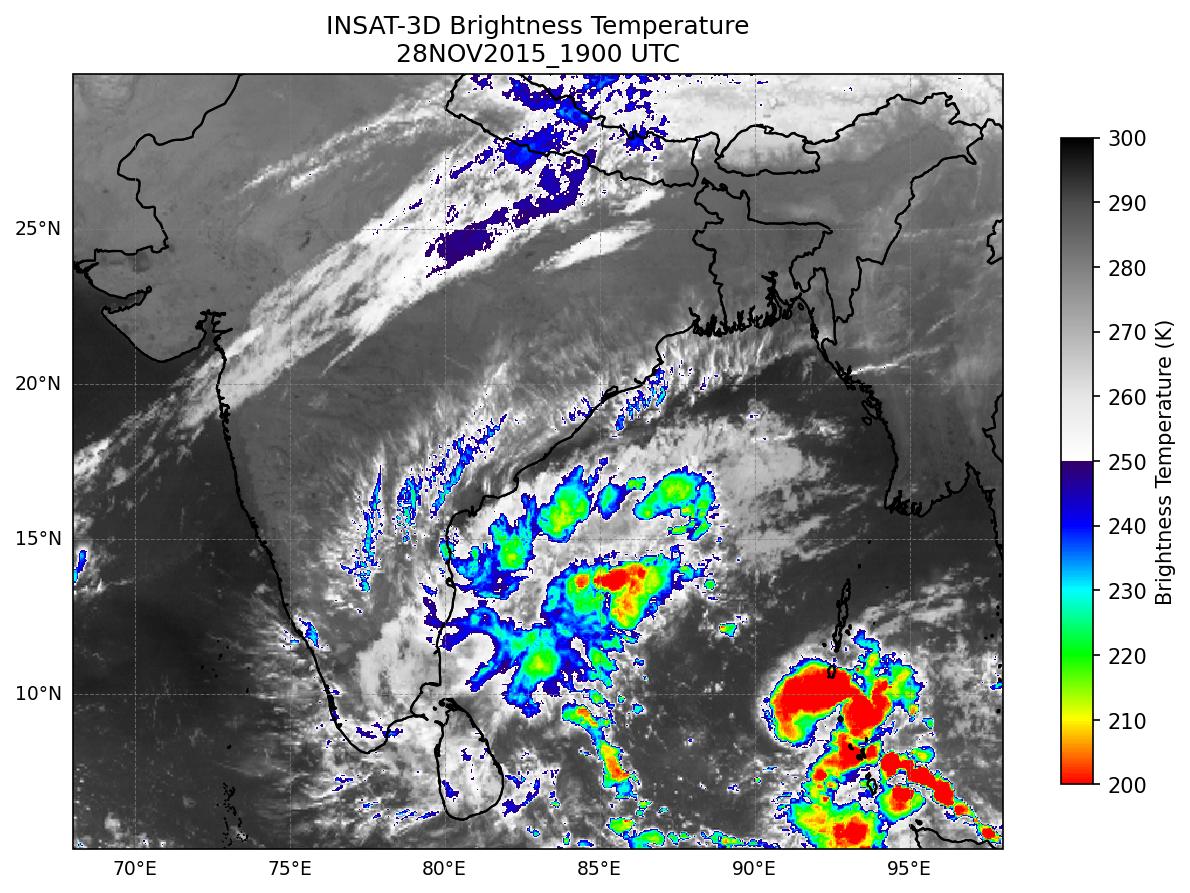 INSAT-3D Brightness Temperature
28NOV2015_1900 UTC
25°N
20°N
15°N
10°N
70°E
75°E
80°E
85°E
90°E
95°E
300
290
280
270
260
250
240
230
220
210
200
Brightness Temperature (K)